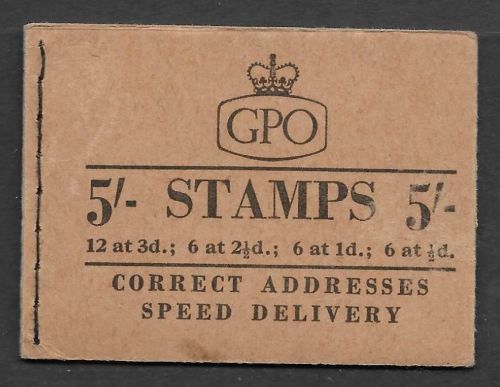 GPO
5/- STAMPS 5/-
12 at 3d.; 6 at 2½d.; 6 at 1d.; 6 at ½d.
CORRECT ADDRESSES
SPEED DELIVERY